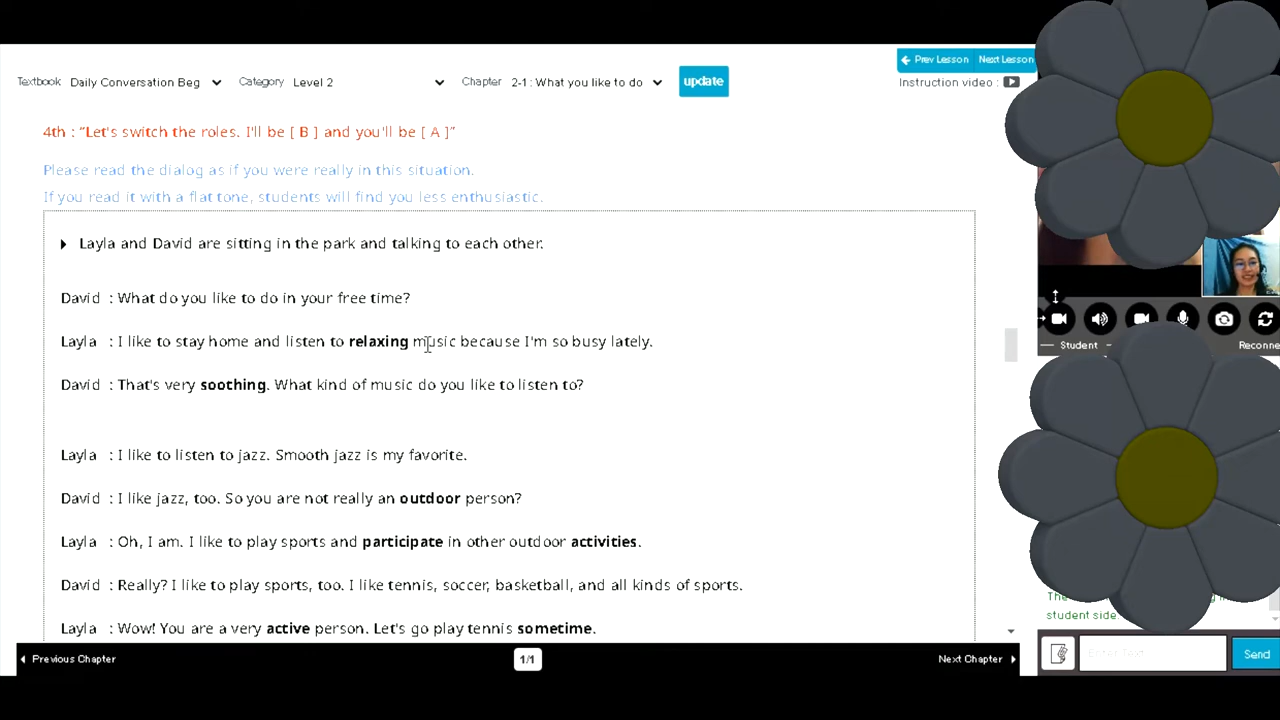 Prev Lesson Next Lesson
Textbook Daily Conversation Beg Category Level 2 Chapter 2-1 : What you like to do update Instruction video :
4th : “Let's switch the roles. I'll be [ B ] and you'll be [ A ]”
Please read the dialog as if you were really in this situation.
If you read it with a flat tone, students will find you less enthusiastic.
Layla and David are sitting in the park and talking to each other.
David : What do you like to do in your free time?
Layla : I like to stay home and listen to relaxing music because I'm so busy lately.
David : That's very soothing. What kind of music do you like to listen to?
Layla : I like to listen to jazz. Smooth jazz is my favorite.
David : I like jazz, too. So you are not really an outdoor person?
Layla : Oh, I am. I like to play sports and participate in other outdoor activities.
David : Really? I like to play sports, too. I like tennis, soccer, basketball, and all kinds of sports.
Layla : Wow! You are a very active person. Let's go play tennis sometime.
Previous Chapter 1/1 Next Chapter
Student
student side.
Enter Text Send